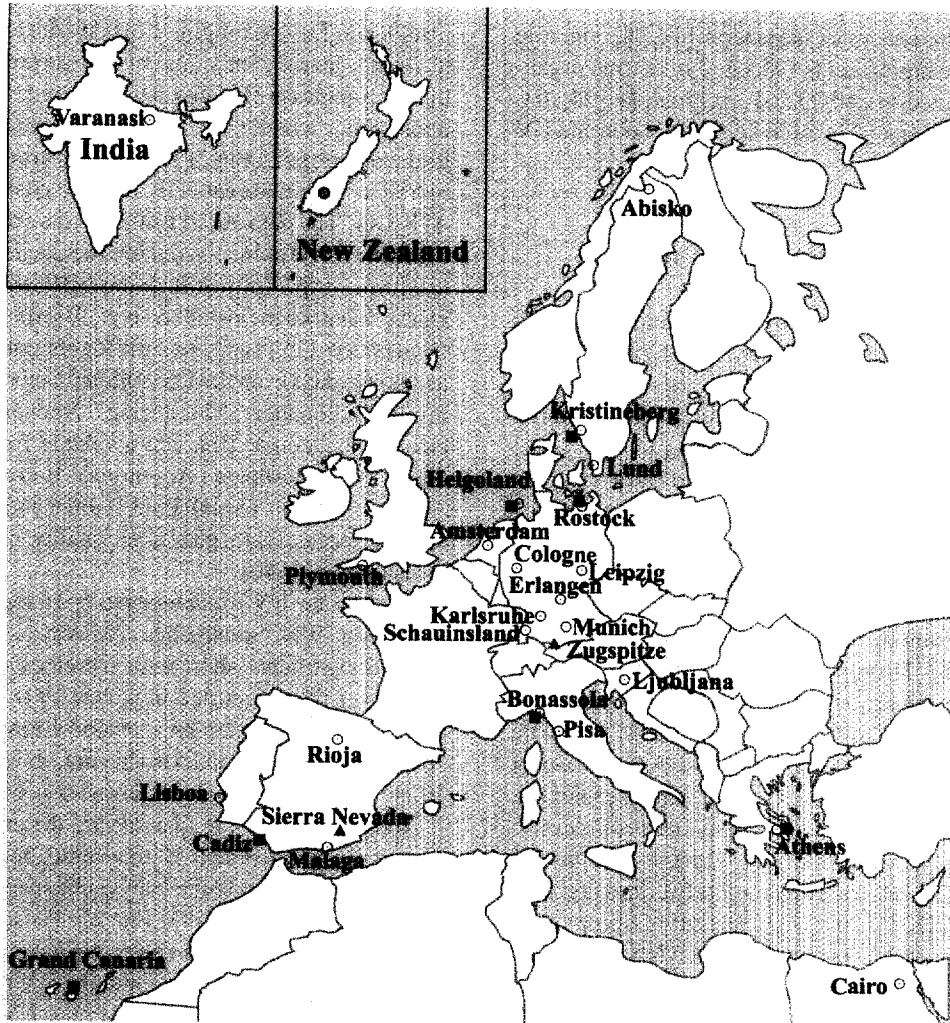 Varanasi
India
New Zealand
Abisko
Kristineberg
Lund
Helgoland
Rostock
Amsterdam
Cologne
Leipzig
Plymouth
Erlangen
Karlsruhe
Munich
Schauinsland
Zugspitze
Ljubljana
Bonassola
Pisa
Rioja
Lisboa
Sierra Nevada
Cadiz
Malaga
Athens
Grand Canaria
Cairo